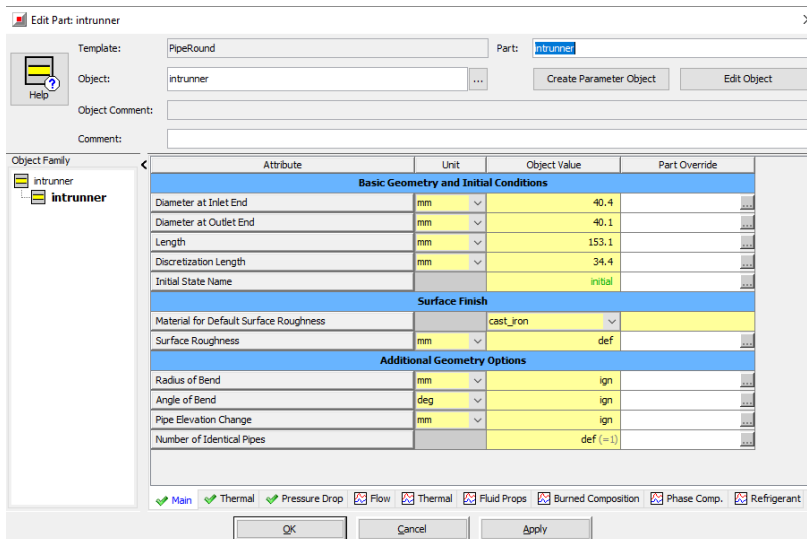 Edit Part: intrunner
Template: PipeRound Part: intrunner
Help
Object: intrunner ... Create Parameter Object Edit Object
Object Comment:
Comment:
Object Family
intrunner
intrunner
Attribute Unit Object Value Part Override
Basic Geometry and Initial Conditions
Diameter at Inlet End mm 40.4 ...
Diameter at Outlet End mm 40.1 ...
Length mm 153.1 ...
Discretization Length mm 34.4 ...
Initial State Name initial ...
Surface Finish
Material for Default Surface Roughness cast_iron
Surface Roughness mm def ...
Additional Geometry Options
Radius of Bend mm ign ...
Angle of Bend deg ign ...
Pipe Elevation Change mm ign ...
Number of Identical Pipes def (=1) ...
Main Thermal Pressure Drop Flow Thermal Fluid Props Burned Composition Phase Comp. Refrigerant
OK Cancel Apply